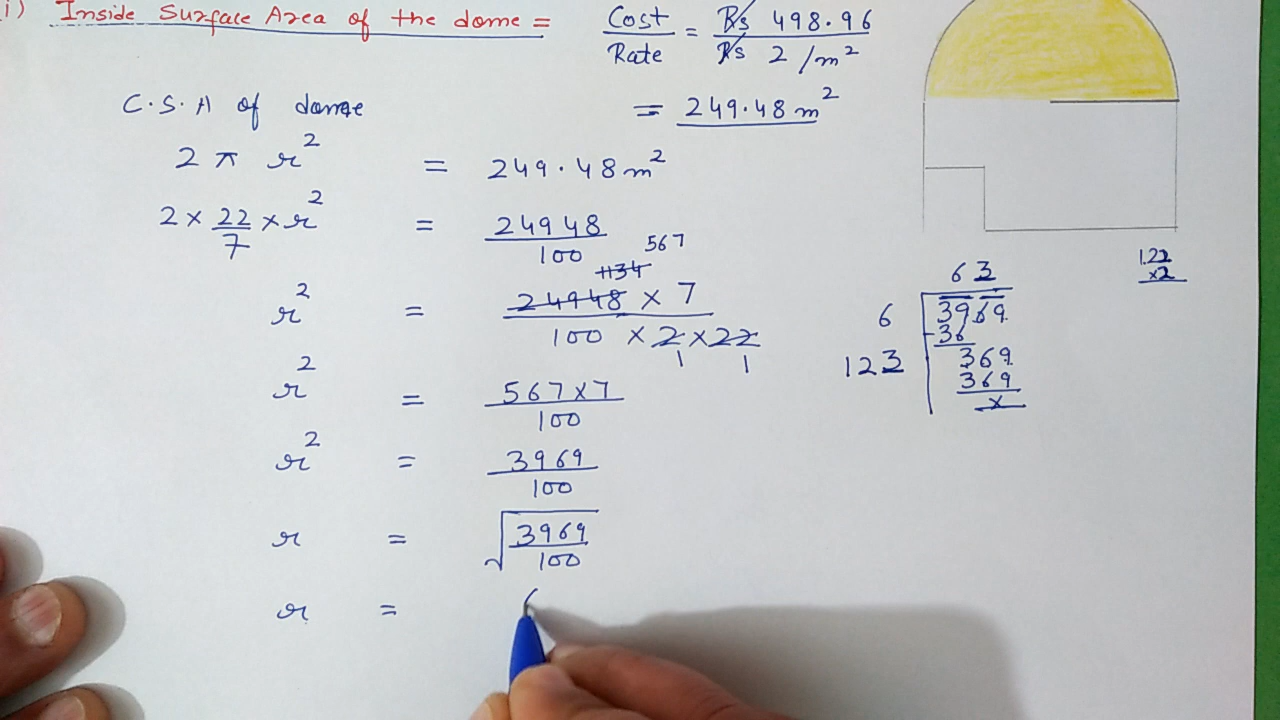 i) Inside Surface Area of the dome = Cost / Rate = Rs 498.96 / Rs 2 /m²
= 249.48 m²
C.S.A of dome
2 π r² = 249.48 m²
2 × 22/7 × r² = 24948/100
1134 567
r² = 24948 × 7 / 100 × 2 × 22
1 1
r² = 567×7 / 100
r² = 3969 / 100
r = √3969/100
r = 6
122
×2
63
6 3969
36
123 369
369
×